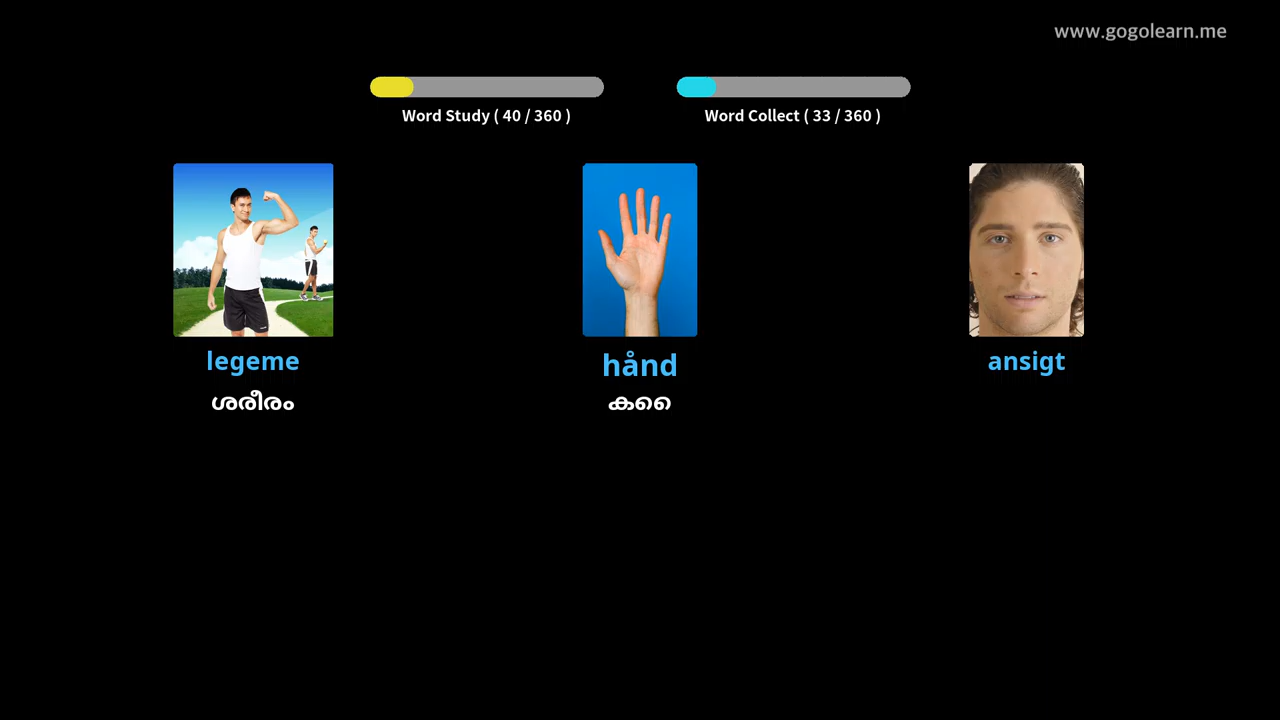 www.gogolearn.me
Word Study ( 40 / 360 )
Word Collect ( 33 / 360 )
legeme
hånd
ansigt
ശരീരം
കൈ